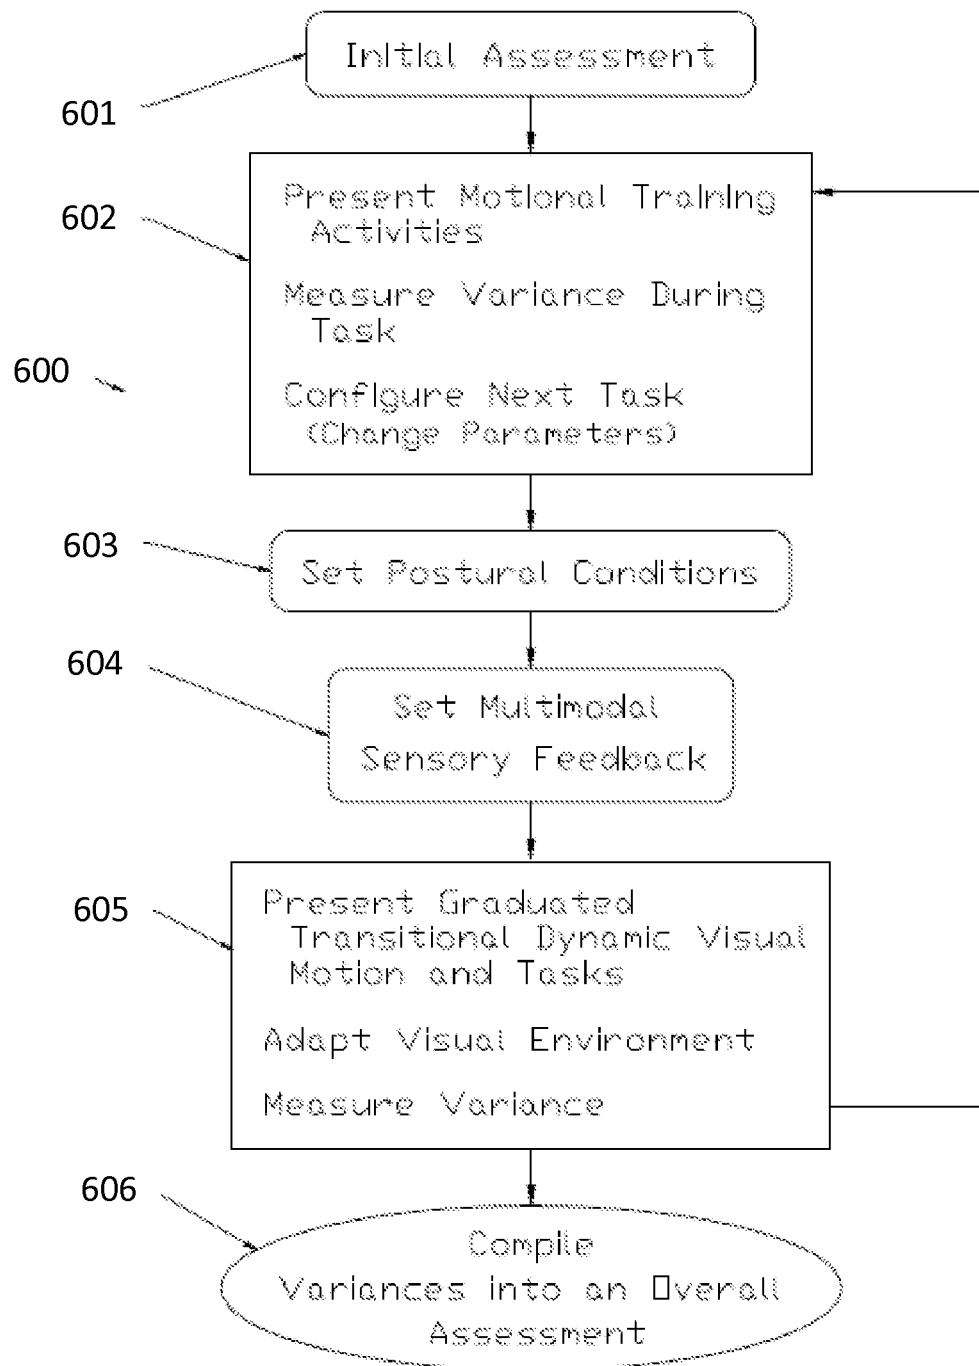 Initial Assessment
601
Present Motional Training
Activities
602
Measure Variance During
Task
600
Configure Next Task
(Change Parameters)
603
Set Postural Conditions
604
Set Multimodal
Sensory Feedback
605
Present Graduated
Transitional Dynamic Visual
Motion and Tasks
Adapt Visual Environment
Measure Variance
606
Compile
Variances into an Overall
Assessment